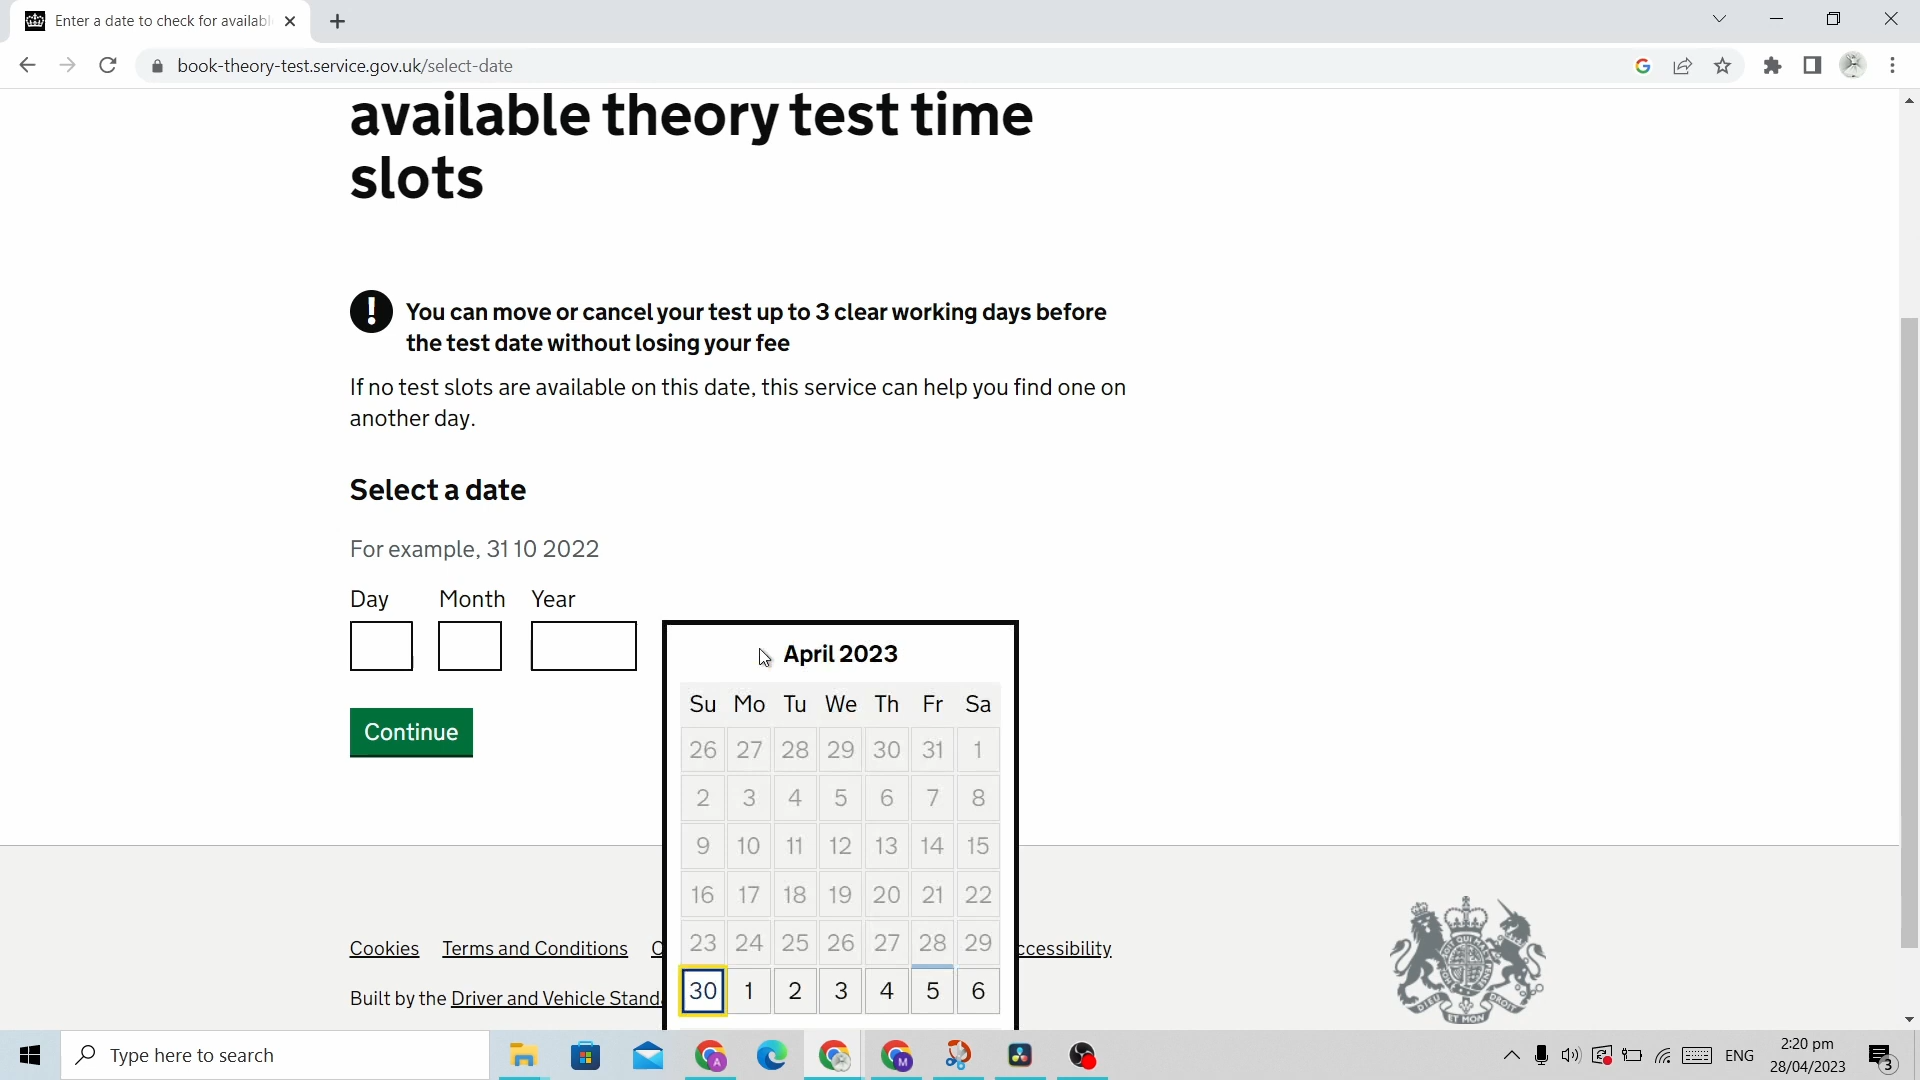 Enter a date to check for availabl
book-theory-test.service.gov.uk/select-date
available theory test time
slots
! You can move or cancel your test up to 3 clear working days before
the test date without losing your fee
If no test slots are available on this date, this service can help you find one on
another day.
Select a date
For example, 31 10 2022
Day Month Year
Continue
April 2023
Su Mo Tu We Th Fr Sa
26 27 28 29 30 31 1
2 3 4 5 6 7 8
9 10 11 12 13 14 15
16 17 18 19 20 21 22
23 24 25 26 27 28 29
30 1 2 3 4 5 6
Cookies Terms and Conditions C ccessibility
Built by the Driver and Vehicle Standa
Type here to search
A
M
ENG
2:20 pm
28/04/2023
3